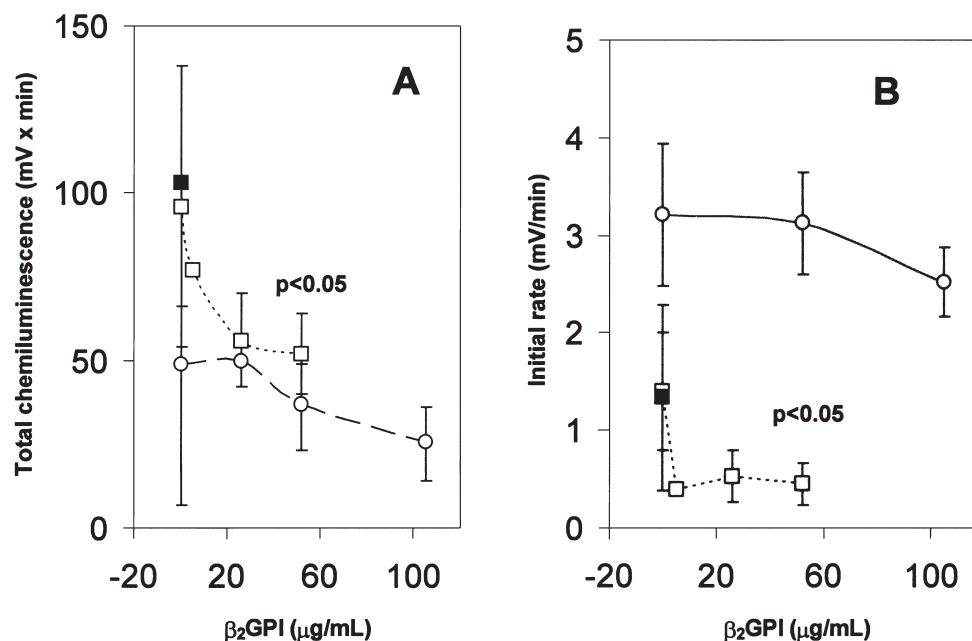 A
Total chemiluminescence (mV x min)
150
100
50
0
p<0.05
-20 20 60 100
β₂GPI (μg/mL)
B
Initial rate (mV/min)
5
4
3
2
1
0
p<0.05
-20 20 60 100
β₂GPI (μg/mL)